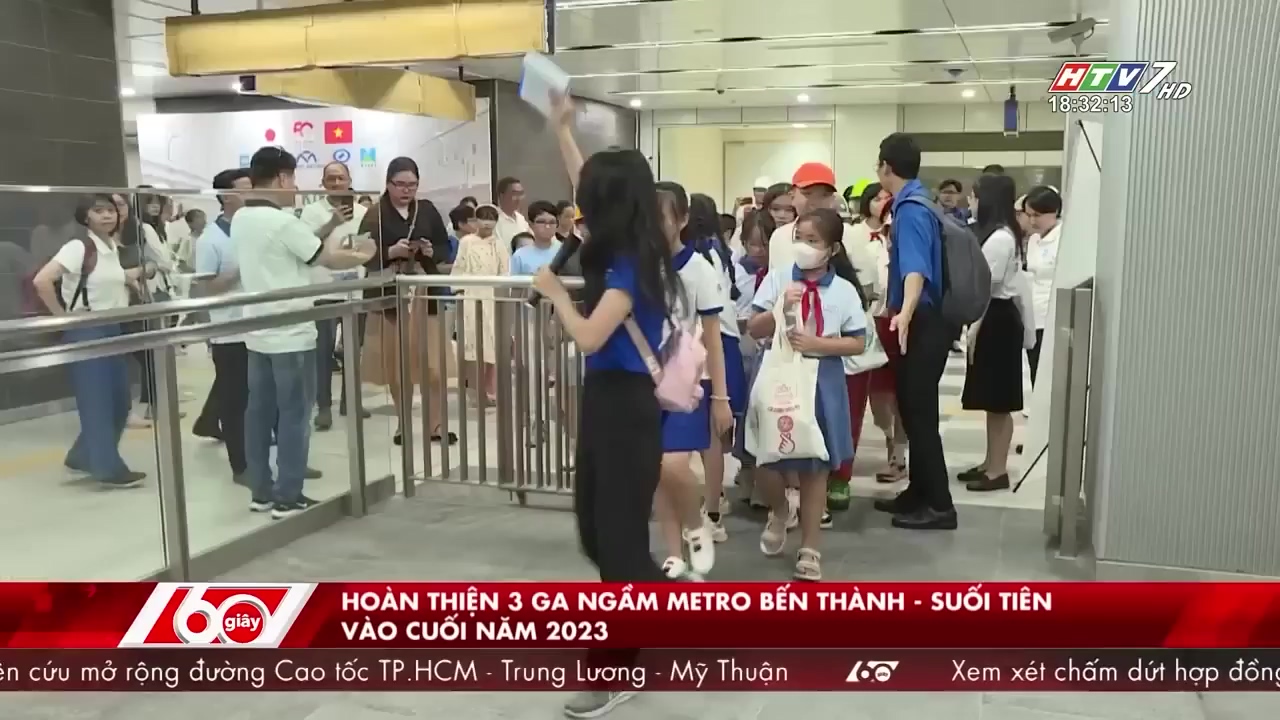 HTV7 HD
18:32:13
60 giây
HOÀN THIỆN 3 GA NGẦM METRO BẾN THÀNH - SUỐI TIÊN
VÀO CUỐI NĂM 2023
ên cứu mở rộng đường Cao tốc TP.HCM - Trung Lương - Mỹ Thuận 60 giây Xem xét chấm dứt hợp đồng